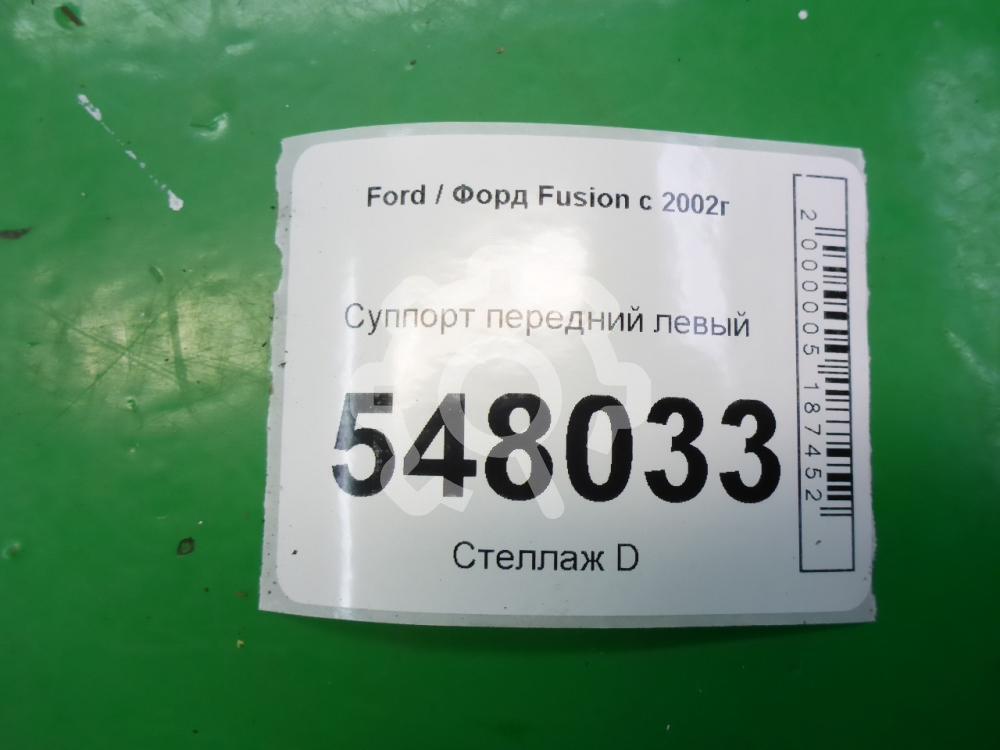 Ford / Форд Fusion с 2002г
Суппорт передний левый
548033
Стеллаж D
2000005187452